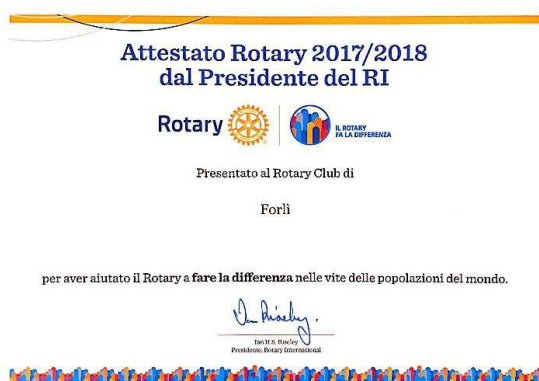 Attestato Rotary 2017/2018
dal Presidente del RI
Rotary
IL ROTARY
FA LA DIFFERENZA
Presentato al Rotary Club di
Forlì
per aver aiutato il Rotary a fare la differenza nelle vite delle popolazioni del mondo.
Ian H.S. Riseley
Presidente, Rotary International